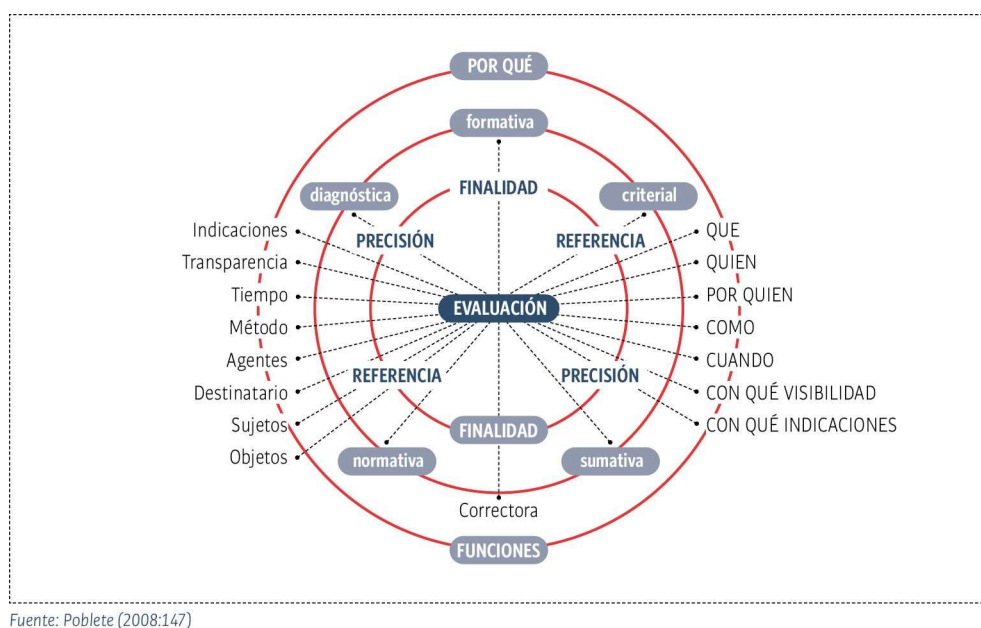 POR QUÉ
formativa
FINALIDAD
diagnóstica
criterial
PRECISIÓN
REFERENCIA
Indicaciones
Transparencia
Tiempo
Método
Agentes
Destinatario
Sujetos
Objetos
EVALUACIÓN
QUE
QUIEN
POR QUIEN
COMO
CUANDO
CON QUÉ VISIBILIDAD
CON QUÉ INDICACIONES
REFERENCIA
PRECISIÓN
FINALIDAD
normativa
sumativa
Correctora
FUNCIONES
Fuente: Poblete (2008:147)